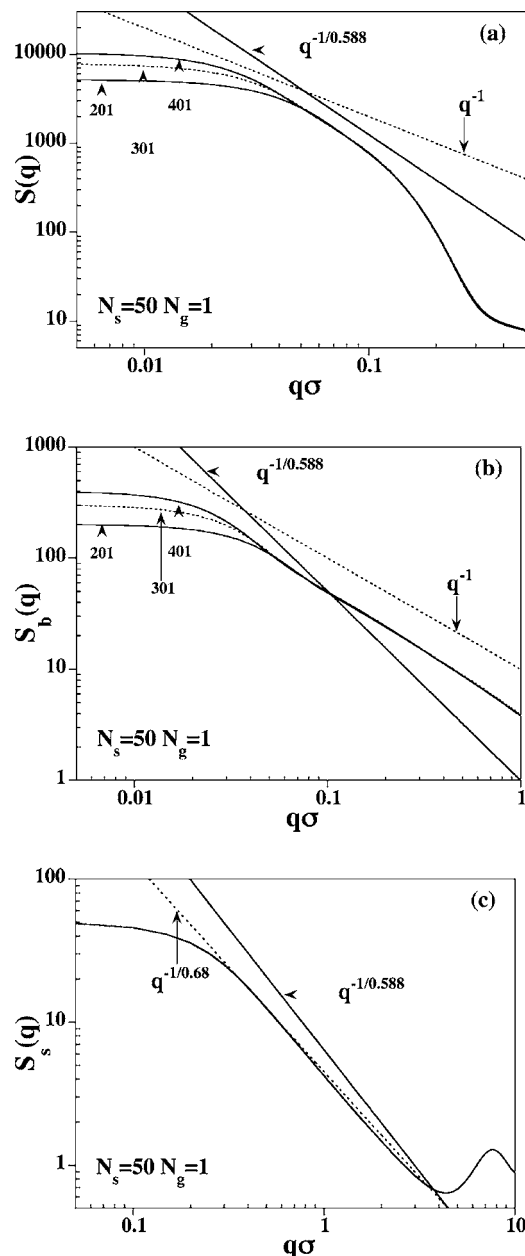 (a)
10000
1000
100
10
S(q)
q^{-1/0.588}
q^{-1}
201
401
301
N_s=50 N_g=1
0.01
0.1
qσ
(b)
1000
100
10
1
S_b(q)
q^{-1/0.588}
q^{-1}
201
401
301
N_s=50 N_g=1
0.01
0.1
1
qσ
(c)
100
10
1
S_s(q)
q^{-1/0.68}
q^{-1/0.588}
N_s=50 N_g=1
0.1
1
10
qσ